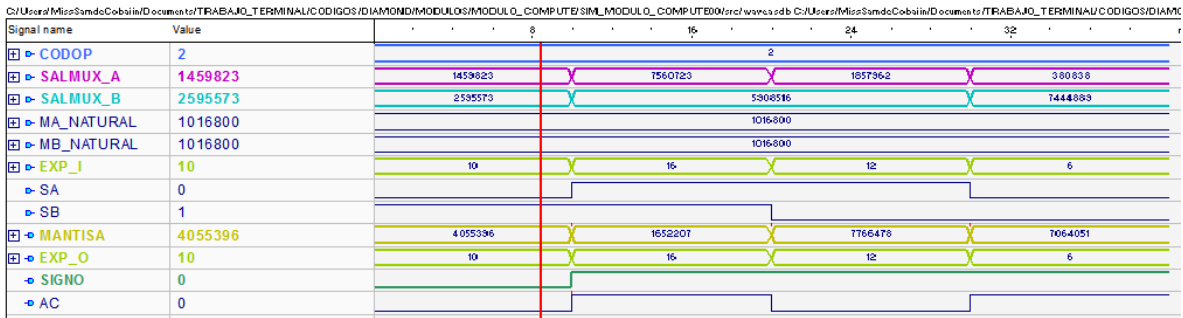 C:/Users/MissSamdeCobaiin/Documents/TRABAJO_TERMINAL/CODIGOS/DIAMOND/MODULOS/MODULO_COMPUTE/SIM_MODULO_COMPUTE00/src/wave.asdb C:/Users/MissSamdeCobaiin/Documents/TRABAJO_TERMINAL/CODIGOS/DIAMO
Signal name Value 8 16 24 32
CODOP 2 2
SALMUX_A 1459823 1459823 7560723 1857962 380838
SALMUX_B 2595573 2595573 5908516 7444889
MA_NATURAL 1016800 1016800
MB_NATURAL 1016800 1016800
EXP_I 10 10 16 12 6
SA 0
SB 1
MANTISA 4055396 4055396 1652207 7766478 7064051
EXP_O 10 10 16 12 6
SIGNO 0
AC 0